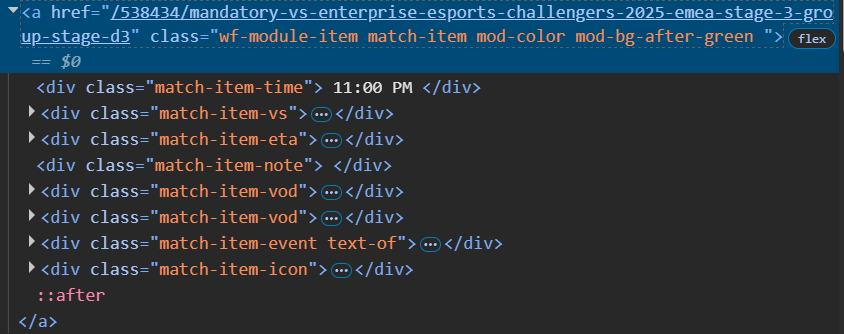 <a href="/538434/mandatory-vs-enterprise-esports-challengers-2025-emea-stage-3-gro
up-stage-d3" class="wf-module-item match-item mod-color mod-bg-after-green "> flex
== $0
<div class="match-item-time"> 11:00 PM </div>
<div class="match-item-vs">…</div>
<div class="match-item-eta">…</div>
<div class="match-item-note"> </div>
<div class="match-item-vod">…</div>
<div class="match-item-vod">…</div>
<div class="match-item-event text-of">…</div>
<div class="match-item-icon">…</div>
::after
</a>